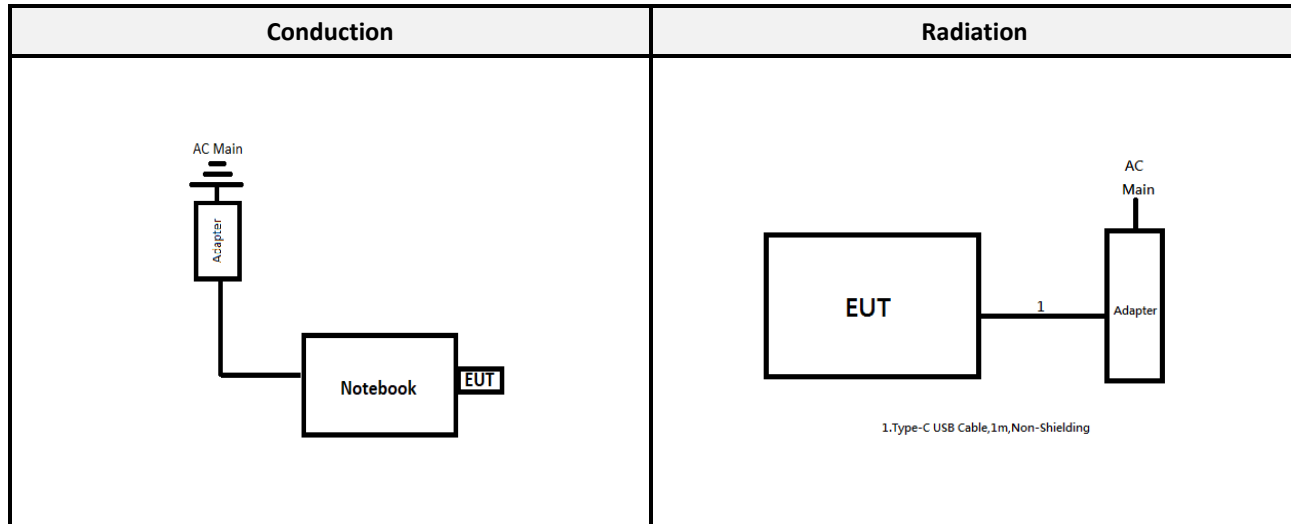 Conduction
Radiation
AC Main
Adapter
Notebook
EUT
AC
Main
EUT
1
Adapter
1.Type-C USB Cable,1m,Non-Shielding